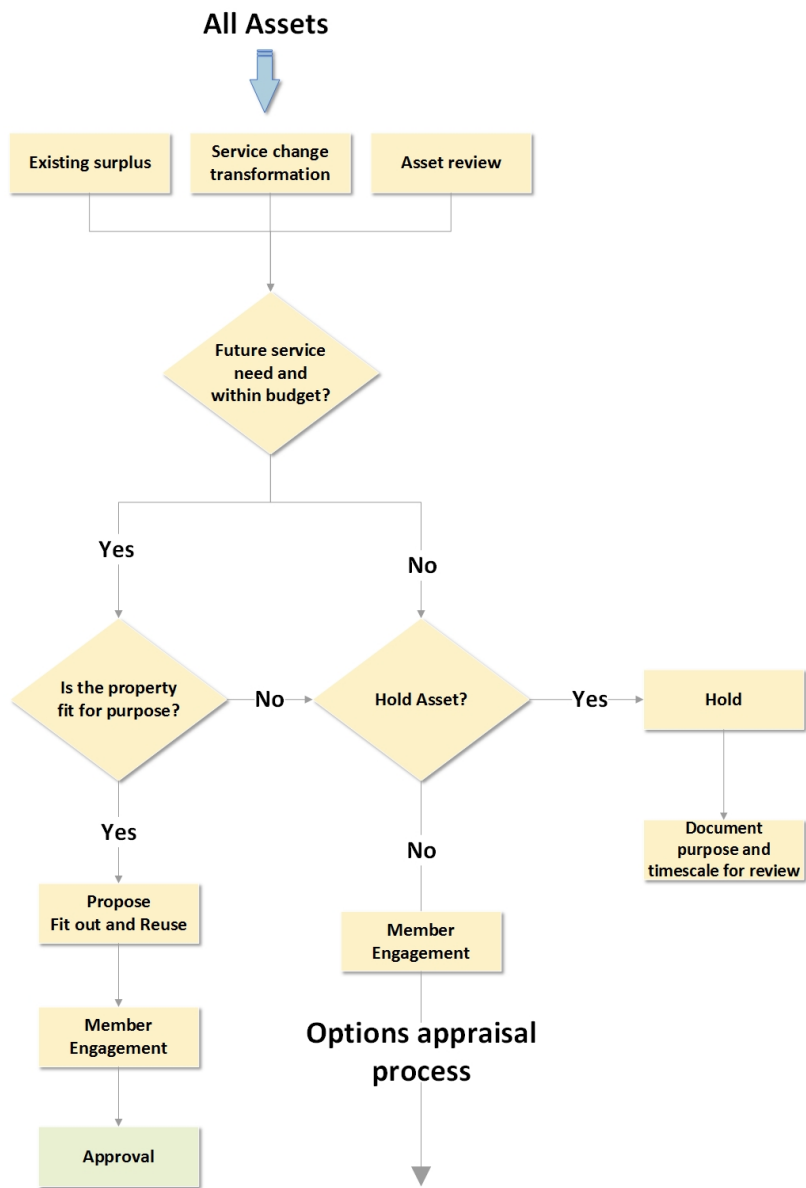 All Assets
Existing surplus
Service change
transformation
Asset review
Future service
need and
within budget?
Yes
No
Is the property
fit for purpose?
No
Hold Asset?
Yes
Hold
Yes
No
Document
purpose and
timescale for review
Propose
Fit out and Reuse
Member
Engagement
Member
Engagement
Options appraisal
process
Approval